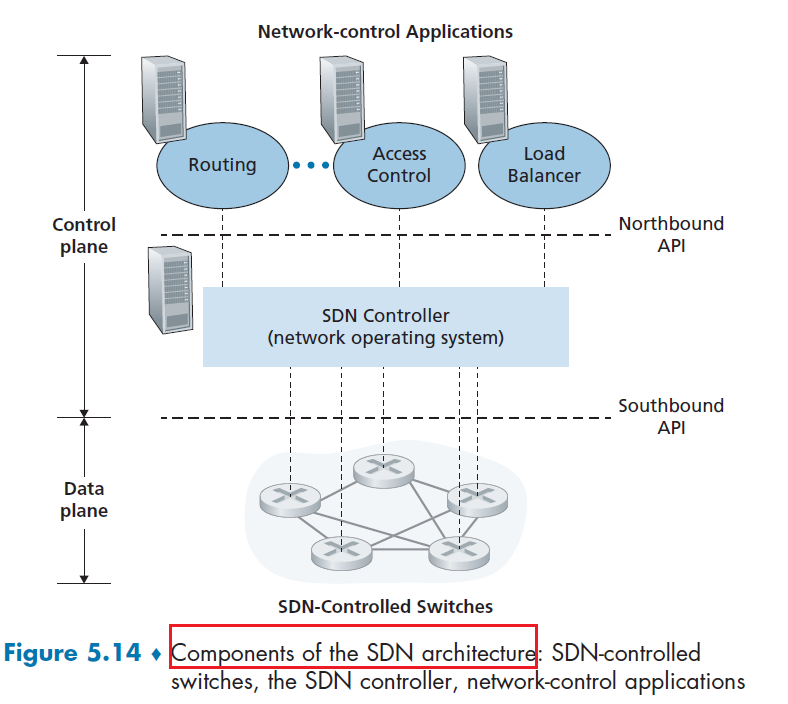 Network-control Applications
Routing
Access
Control
Load
Balancer
Control
plane
Northbound
API
SDN Controller
(network operating system)
Southbound
API
Data
plane
SDN-Controlled Switches
Figure 5.14 ♦ Components of the SDN architecture: SDN-controlled
switches, the SDN controller, network-control applications